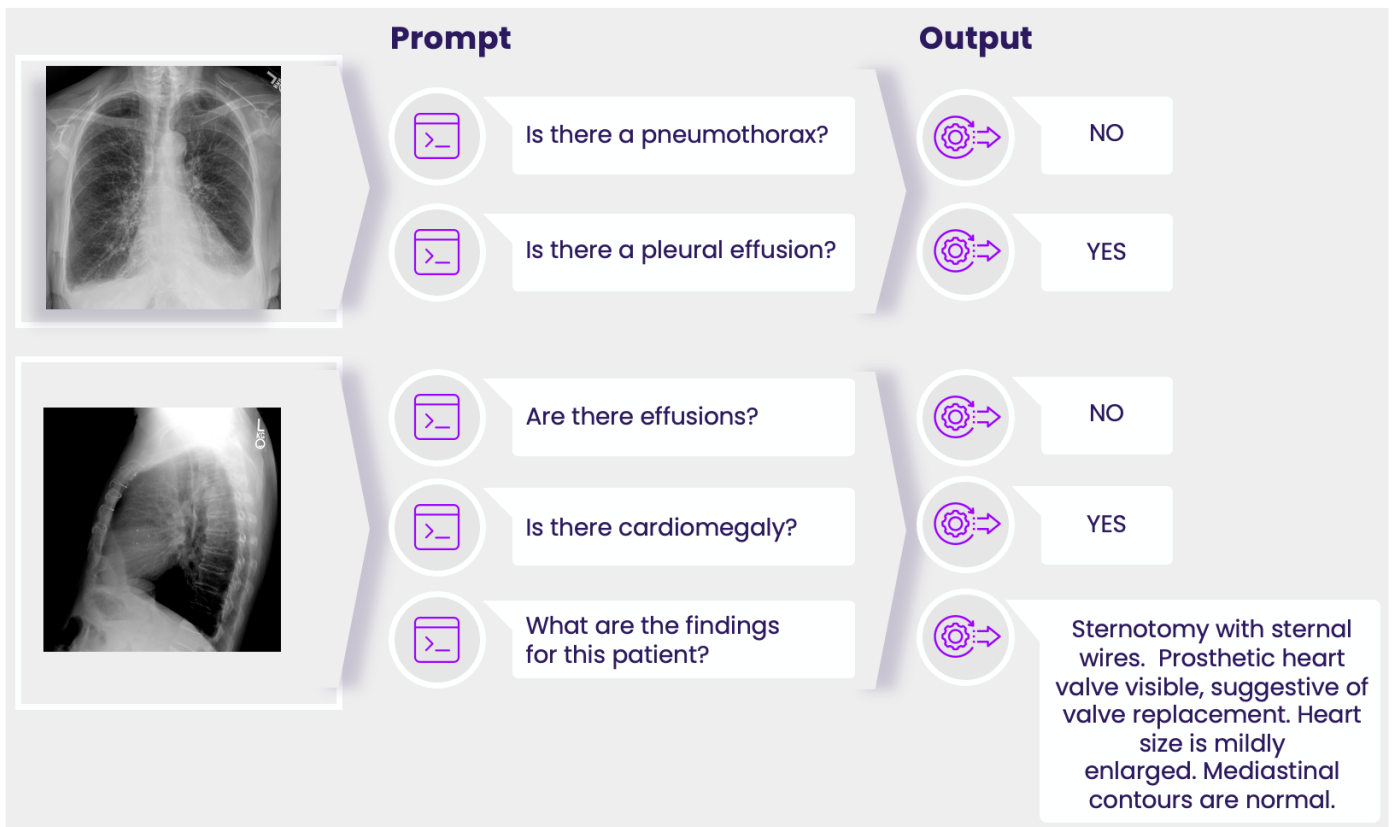 Prompt
Output
Is there a pneumothorax?
NO
Is there a pleural effusion?
YES
Are there effusions?
NO
Is there cardiomegaly?
YES
What are the findings
for this patient?
Sternotomy with sternal
wires. Prosthetic heart
valve visible, suggestive of
valve replacement. Heart
size is mildly
enlarged. Mediastinal
contours are normal.